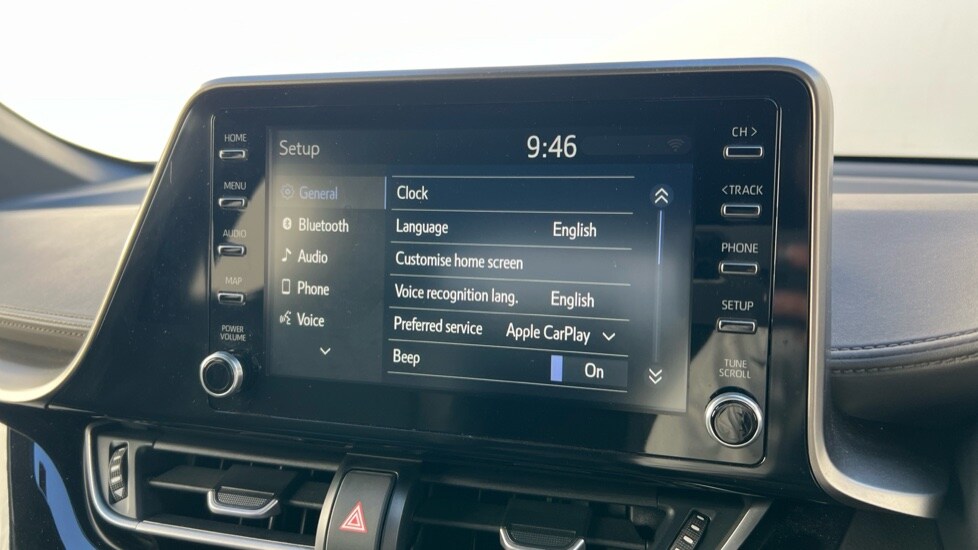 HOME
MENU
AUDIO
MAP
POWER
VOLUME
Setup
9:46
General
Bluetooth
Audio
Phone
Voice
Clock
Language English
Customise home screen
Voice recognition lang. English
Preferred service Apple CarPlay
Beep On
CH >
< TRACK
PHONE
SETUP
TUNE
SCROLL